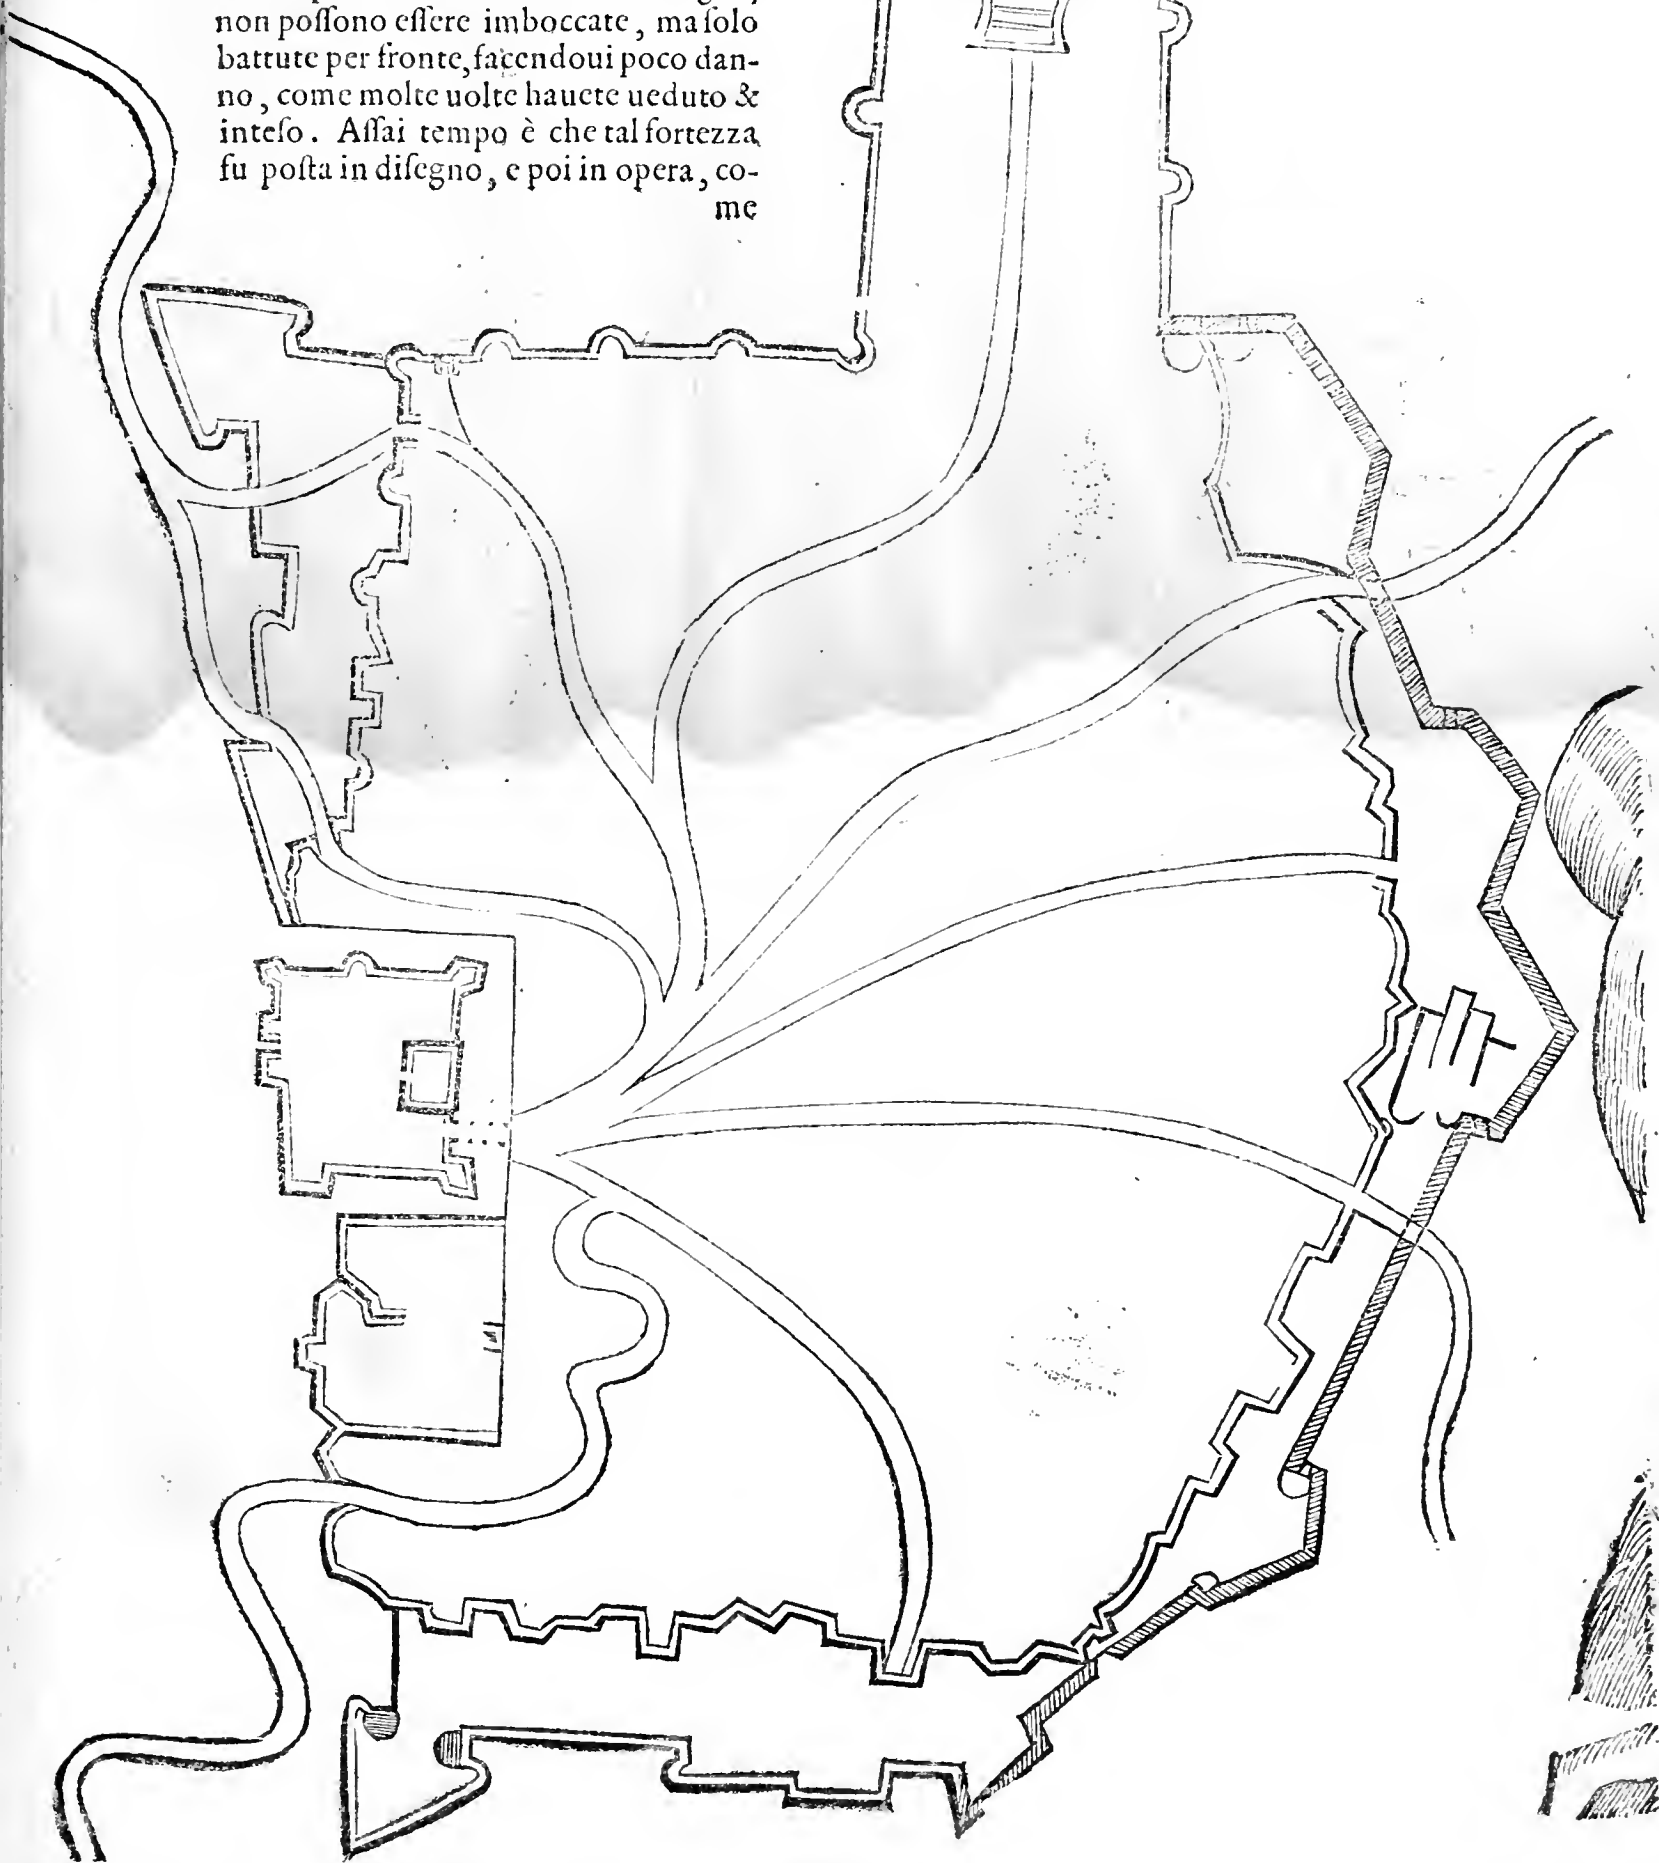 non poſſono eſſere imboccate, ma ſolo
battute per fronte, facendoui poco dan-
no, come molte uolte hauete ueduto &
inteſo. Aſſai tempo è che tal fortezza
fu poſta in diſegno, e poi in opera, co-
me